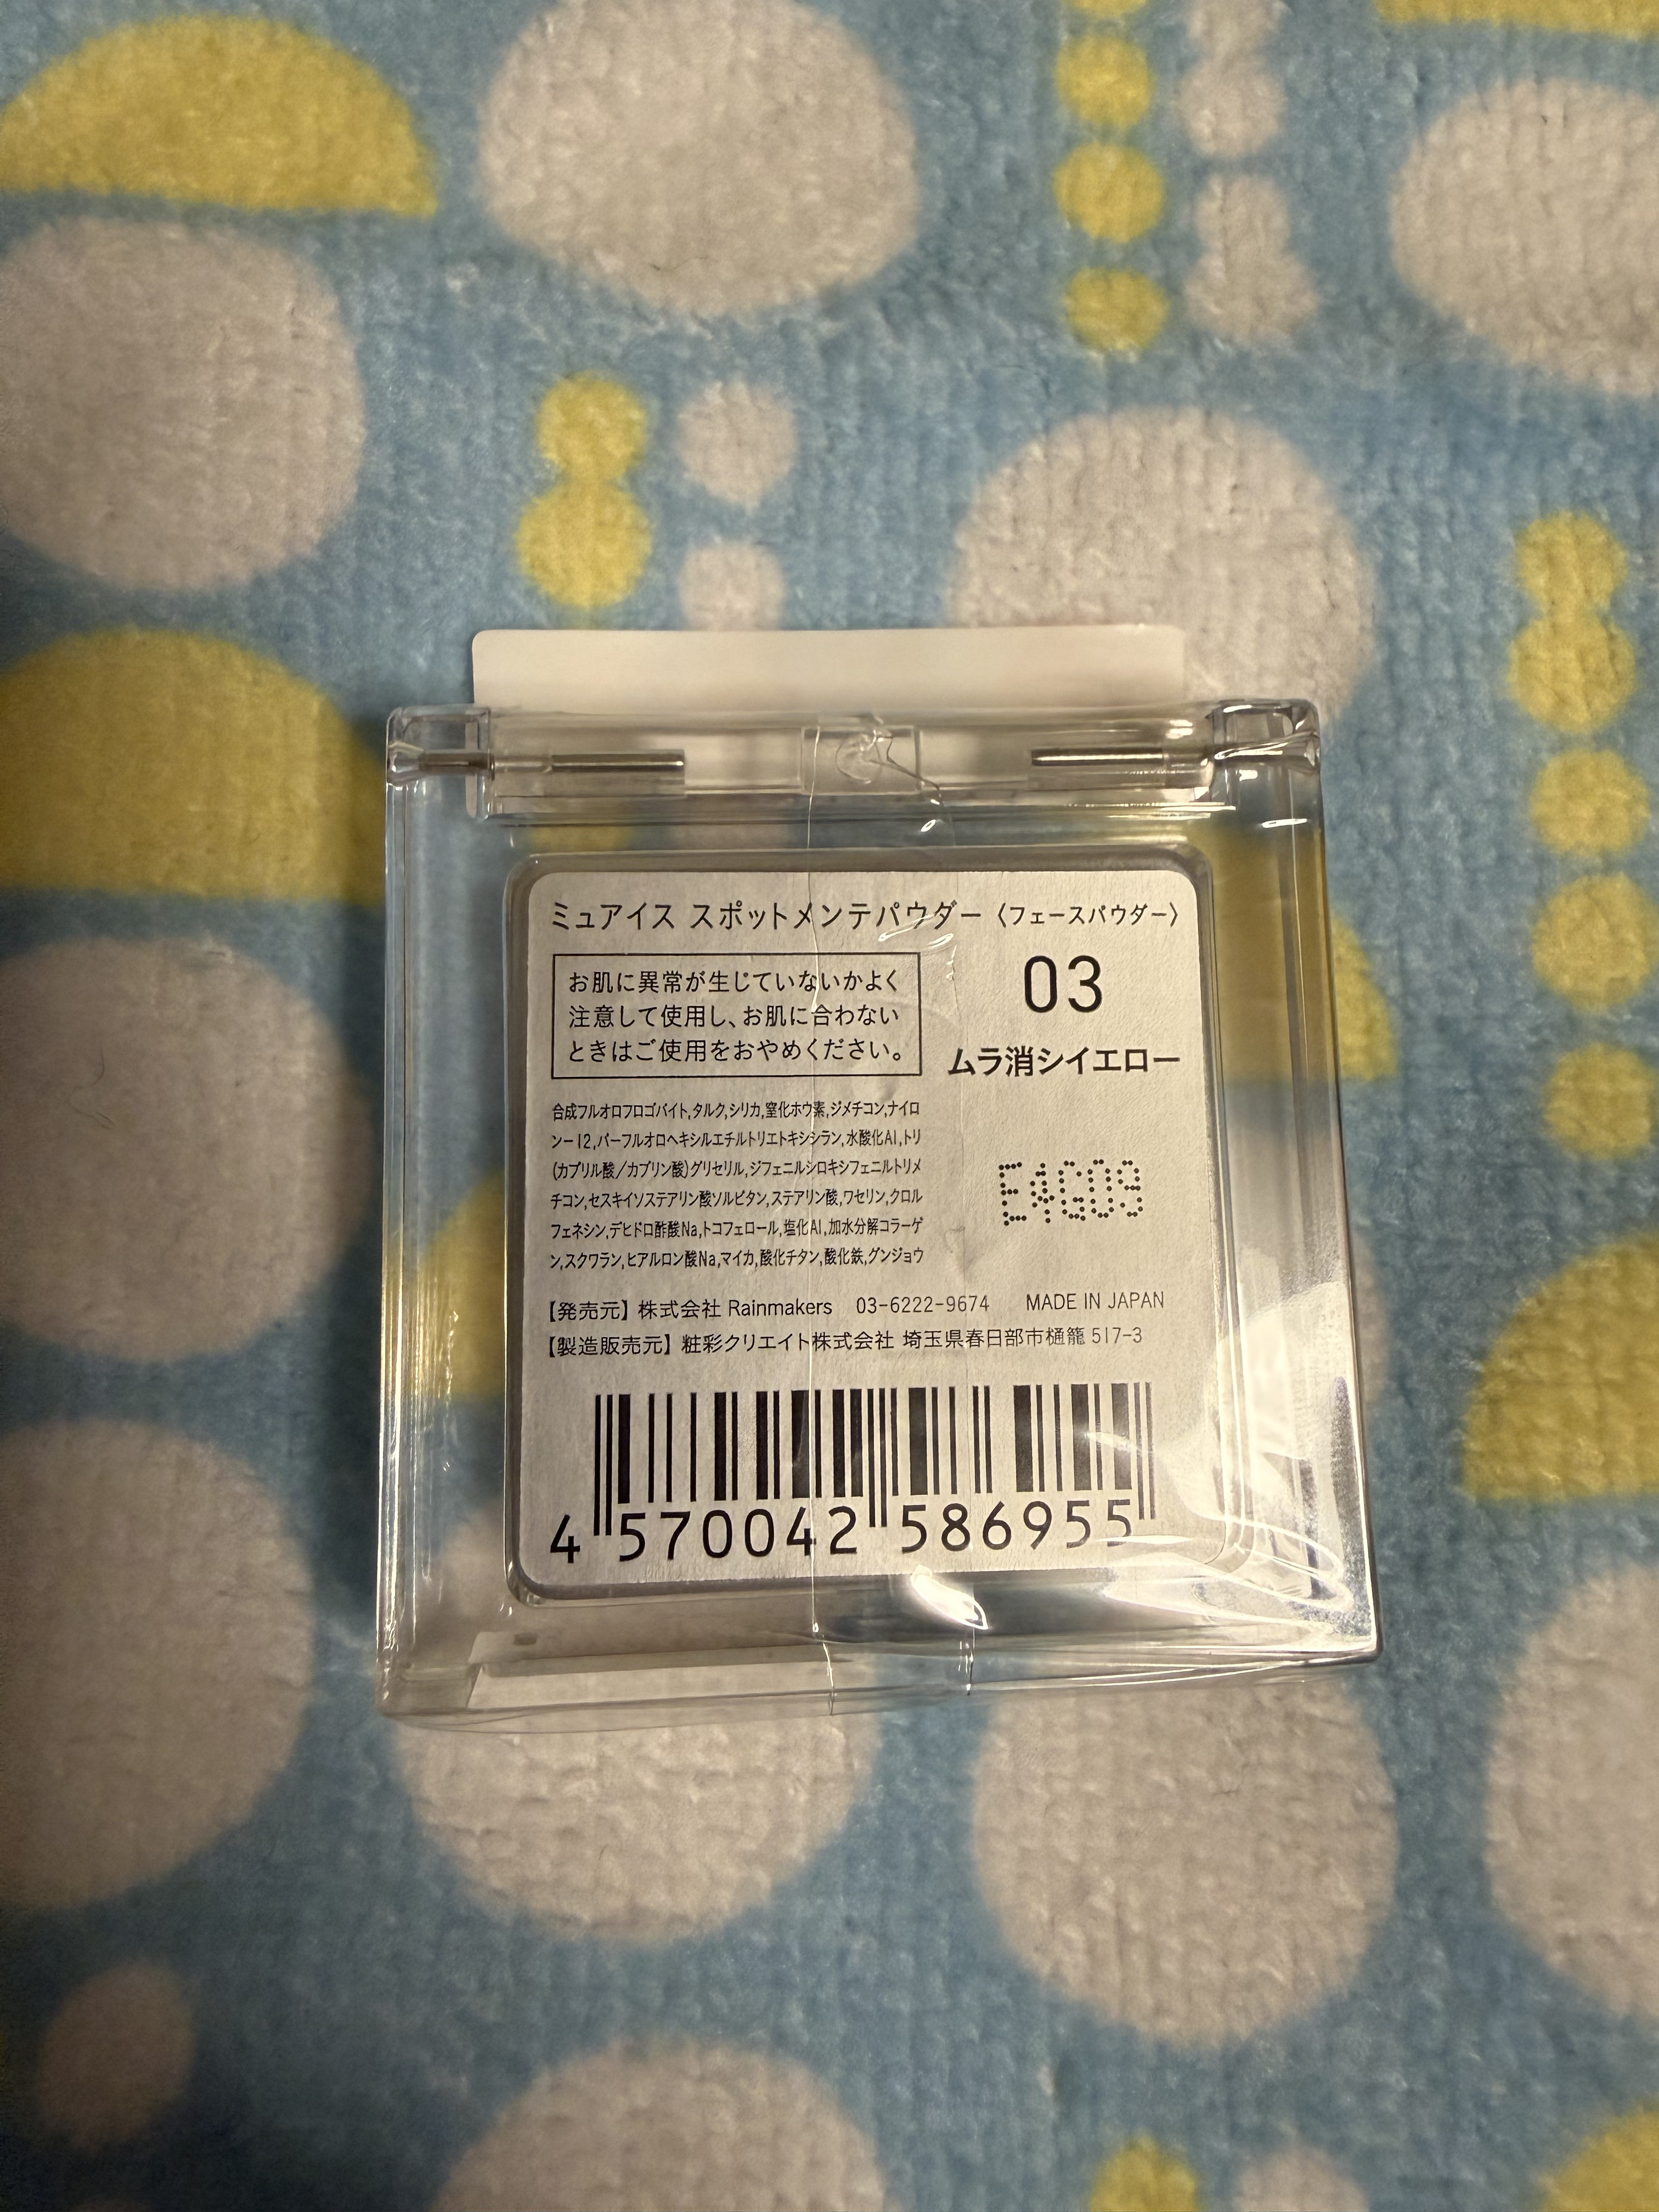 ミュアイス スポットメンテパウダー〈フェースパウダー〉
お肌に異常が生じていないかよく
注意して使用し、お肌に合わない
ときはご使用をおやめください。
03
ムラ消シイエロー
合成フルオロフロゴパイト,タルク,シリカ,窒化ホウ素,ジメチコン,ナイロ
ンー12,パーフルオロヘキシルエチルトリエトキシシラン,水酸化Al,トリ
(カプリル酸/カプリン酸)グリセリル,ジフェニルシロキシフェニルトリメ
チコン,セスキイソステアリン酸ソルビタン,ステアリン酸,ワセリン,クロル
フェネシン,デヒドロ酢酸Na,トコフェロール,塩化Al,加水分解コラーゲ
ン,スクワラン,ヒアルロン酸Na,マイカ,酸化チタン,酸化鉄,グンジョウ
E4G09
【発売元】株式会社 Rainmakers 03-6222-9674 MADE IN JAPAN
【製造販売元】粧彩クリエイト株式会社 埼玉県春日部市樋籠 517-3
4 570042 586955